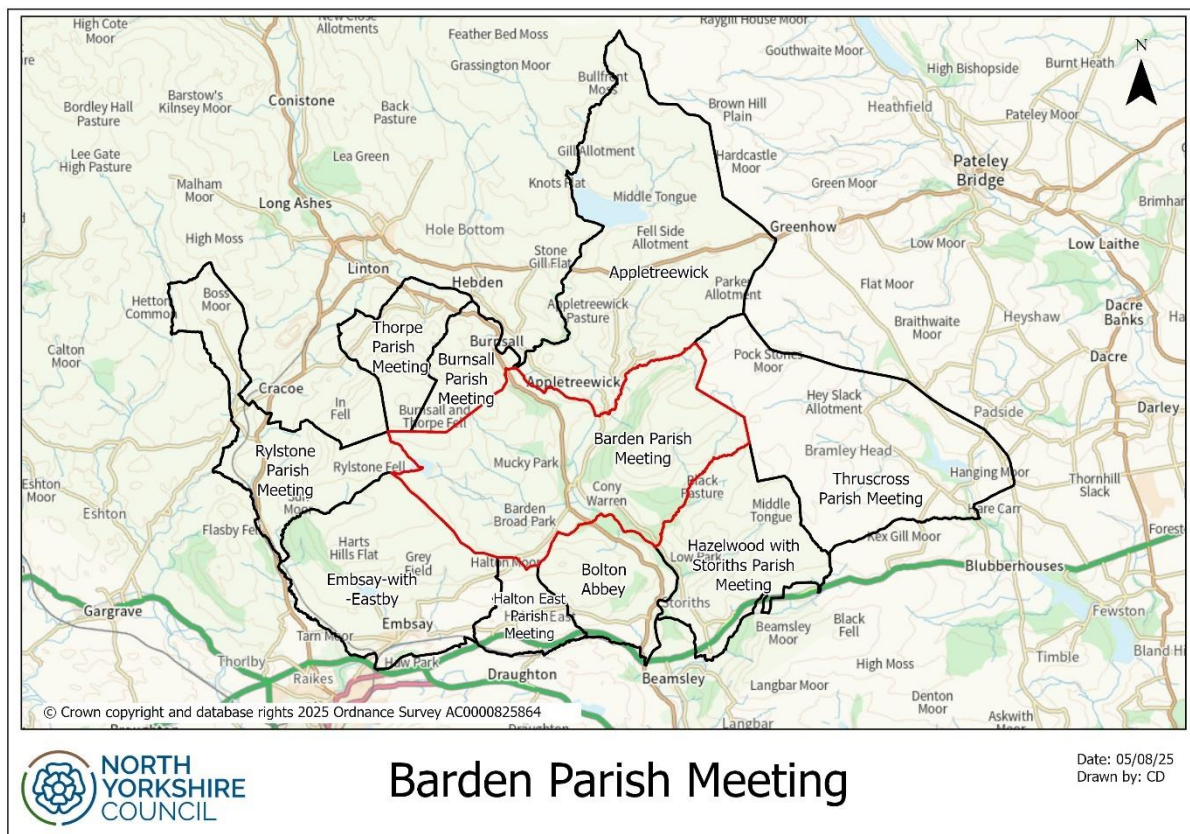 High Cote
Moor
New Close
Allotments
Feather Bed Moss
Raygill House Moor
Gouthwaite Moor
N
Grassington Moor
Bullfront
Moss
High Bishopside
Burnt Heath
Bordley Hall
Pasture
Barstow's
Kilnsey Moor
Conistone
Back
Pasture
Brown Hill
Plain
Heathfield
Pateley Moor
Lee Gate
High Pasture
Lea Green
Gill Allotment
Hardcastle
Moor
Pateley
Bridge
Malham
Moor
Long Ashes
Knots Flat
Middle Tongue
Green Moor
Brimham
High Moss
Hole Bottom
Fell Side
Allotment
Greenhow
Low Moor
Low Laithe
Linton
Stone
Gill Flat
Appletreewick
Hetton
Common
Boss
Moor
Hebden
Parkes
Allotment
Flat Moor
Dacre
Banks
Thorpe
Parish
Meeting
Appletreewick
Pasture
Braithwaite
Moor
Heyshaw
Calton
Moor
Burnsall
Burnsall
Parish
Meeting
Pock Stones
Moor
Dacre
Cracoe
In
Fell
Appletreewick
Hey Slack
Allotment
Padside
Darley
Burnsall and
Thorpe Fell
Barden Parish
Meeting
Bramley Head
Rylstone
Parish
Meeting
Rylstone Fell
Mucky Park
Hanging Moor
Thornhill
Slack
Eshton
Moor
Eshton
Cony
Warren
Black
Pasture
Thruscross
Parish Meeting
Flasby Fell
Barden
Broad Park
Middle
Tongue
Hare Carr
Harts
Hills Flat
Grey
Field
Halton Moor
Low Park
Hazelwood with
Storiths Parish
Meeting
Kex Gill Moor
Blubberhouses
Embsay-with
-Eastby
Bolton
Abbey
Gargrave
Halton East
Parish
Meeting
Storiths
Fewston
Tarn Moor
Embsay
Beamsley
Moor
Black
Fell
Thorlby
Raikes
Haw Park
Draughton
Beamsley
High Moss
Timble
Langbar Moor
Denton
Moor
Askwith
Moor
Langbar
© Crown copyright and database rights 2025 Ordnance Survey AC0000825864
NORTH
YORKSHIRE
COUNCIL
Barden Parish Meeting
Date: 05/08/25
Drawn by: CD